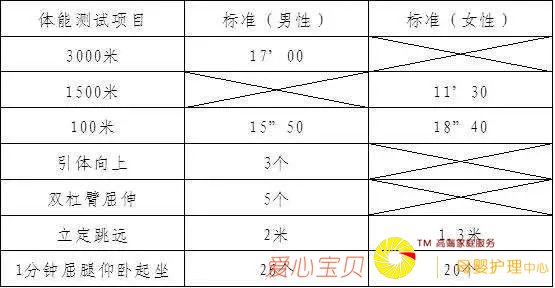 体能测试项目 标准（男性） 标准（女性）
3000米 17’00
1500米 11’30
100米 15”50 18”40
引体向上 3个
双杠臂屈伸 5个
立定跳远 2米 1.3米
TM 高端家庭服务
1分钟屈腿仰卧起坐 26个 20个
爱心宝贝 母婴护理中心